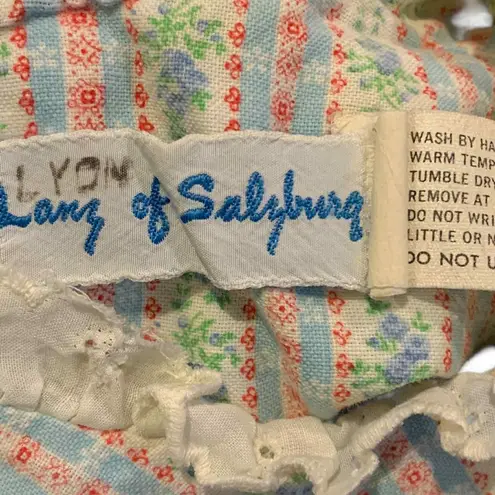 LYON
Lanz of Salzburg
WASH BY HA
WARM TEMP
TUMBLE DRY
REMOVE AT
DO NOT WRI
LITTLE OR N
DO NOT U